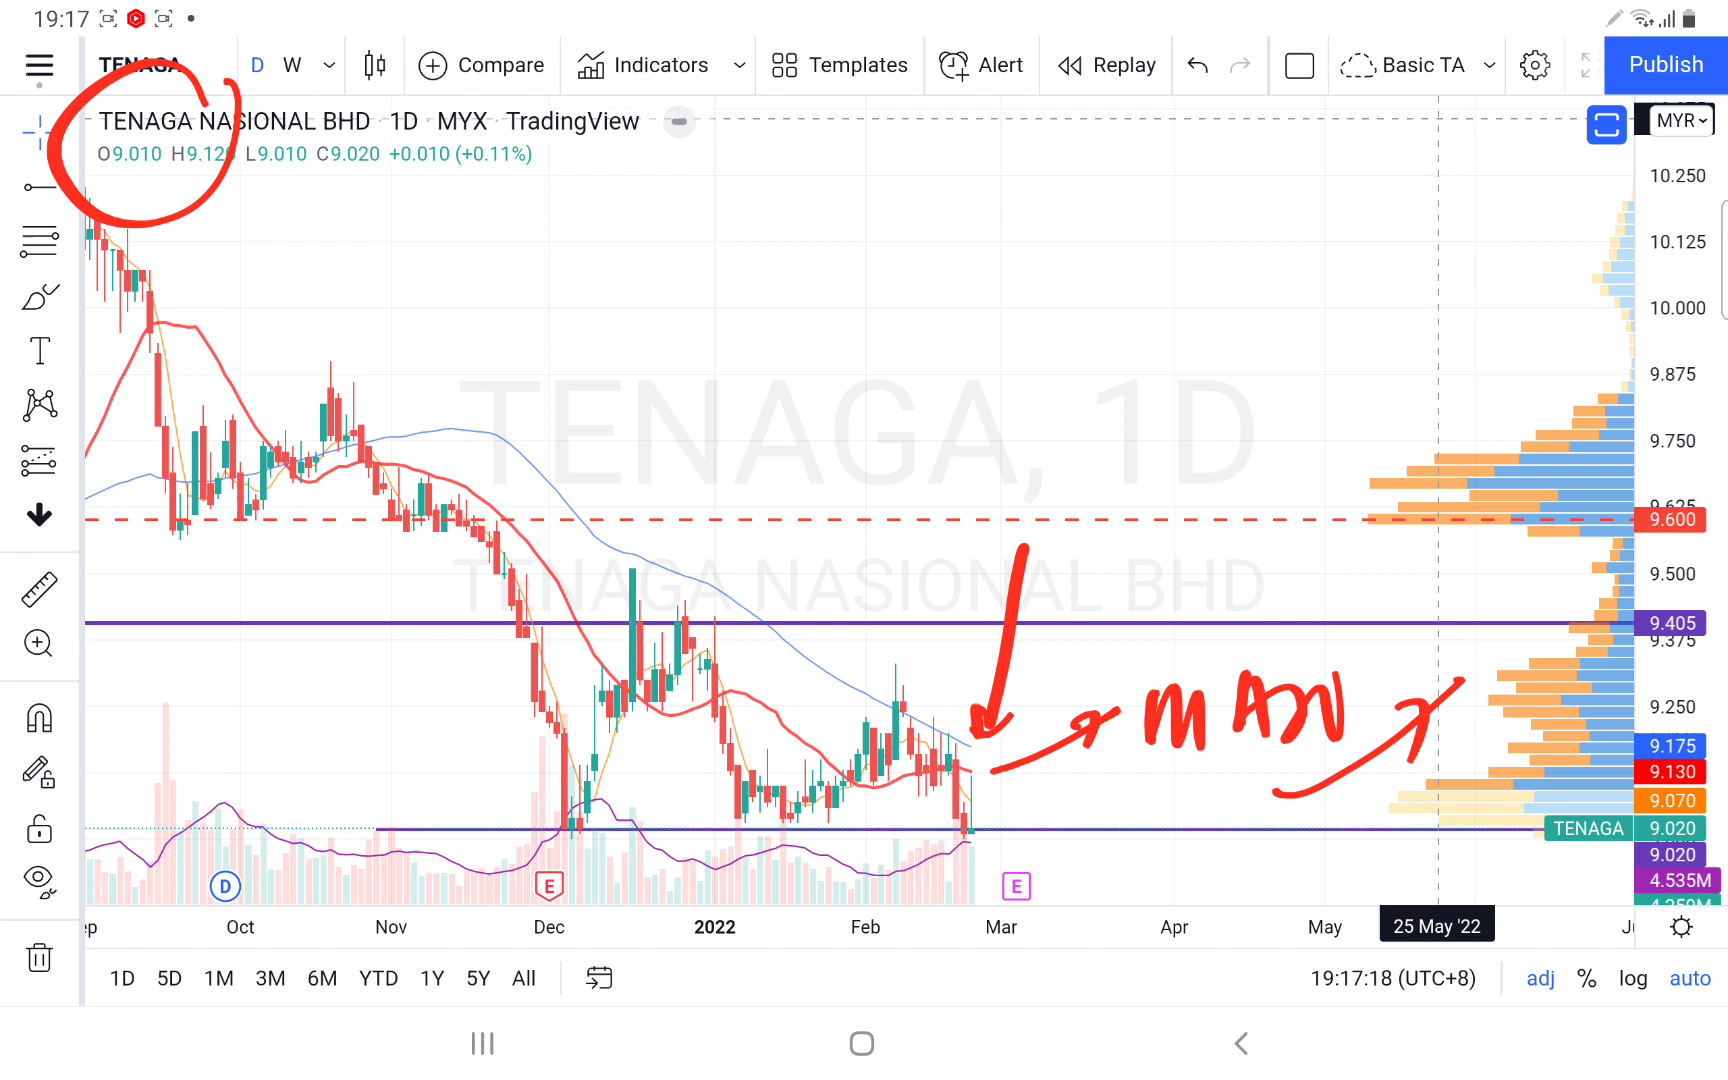 19:17
TENAGA D W Compare Indicators Templates Alert Replay Basic TA Publish
TENAGA NASIONAL BHD · 1D · MYX · TradingView
MYR
O9.010 H9.120 L9.010 C9.020 +0.010 (+0.11%)
10.250
10.125
10.000
9.875
9.750
9.600
9.500
9.405
9.375
9.250
9.175
9.130
9.070
TENAGA 9.020
9.020
4.535M
TENAGA, 1D
TENAGA NASIONAL BHD
D E E
Oct Nov Dec 2022 Feb Mar Apr May 25 May '22
1D 5D 1M 3M 6M YTD 1Y 5Y All 19:17:18 (UTC+8) adj % log auto